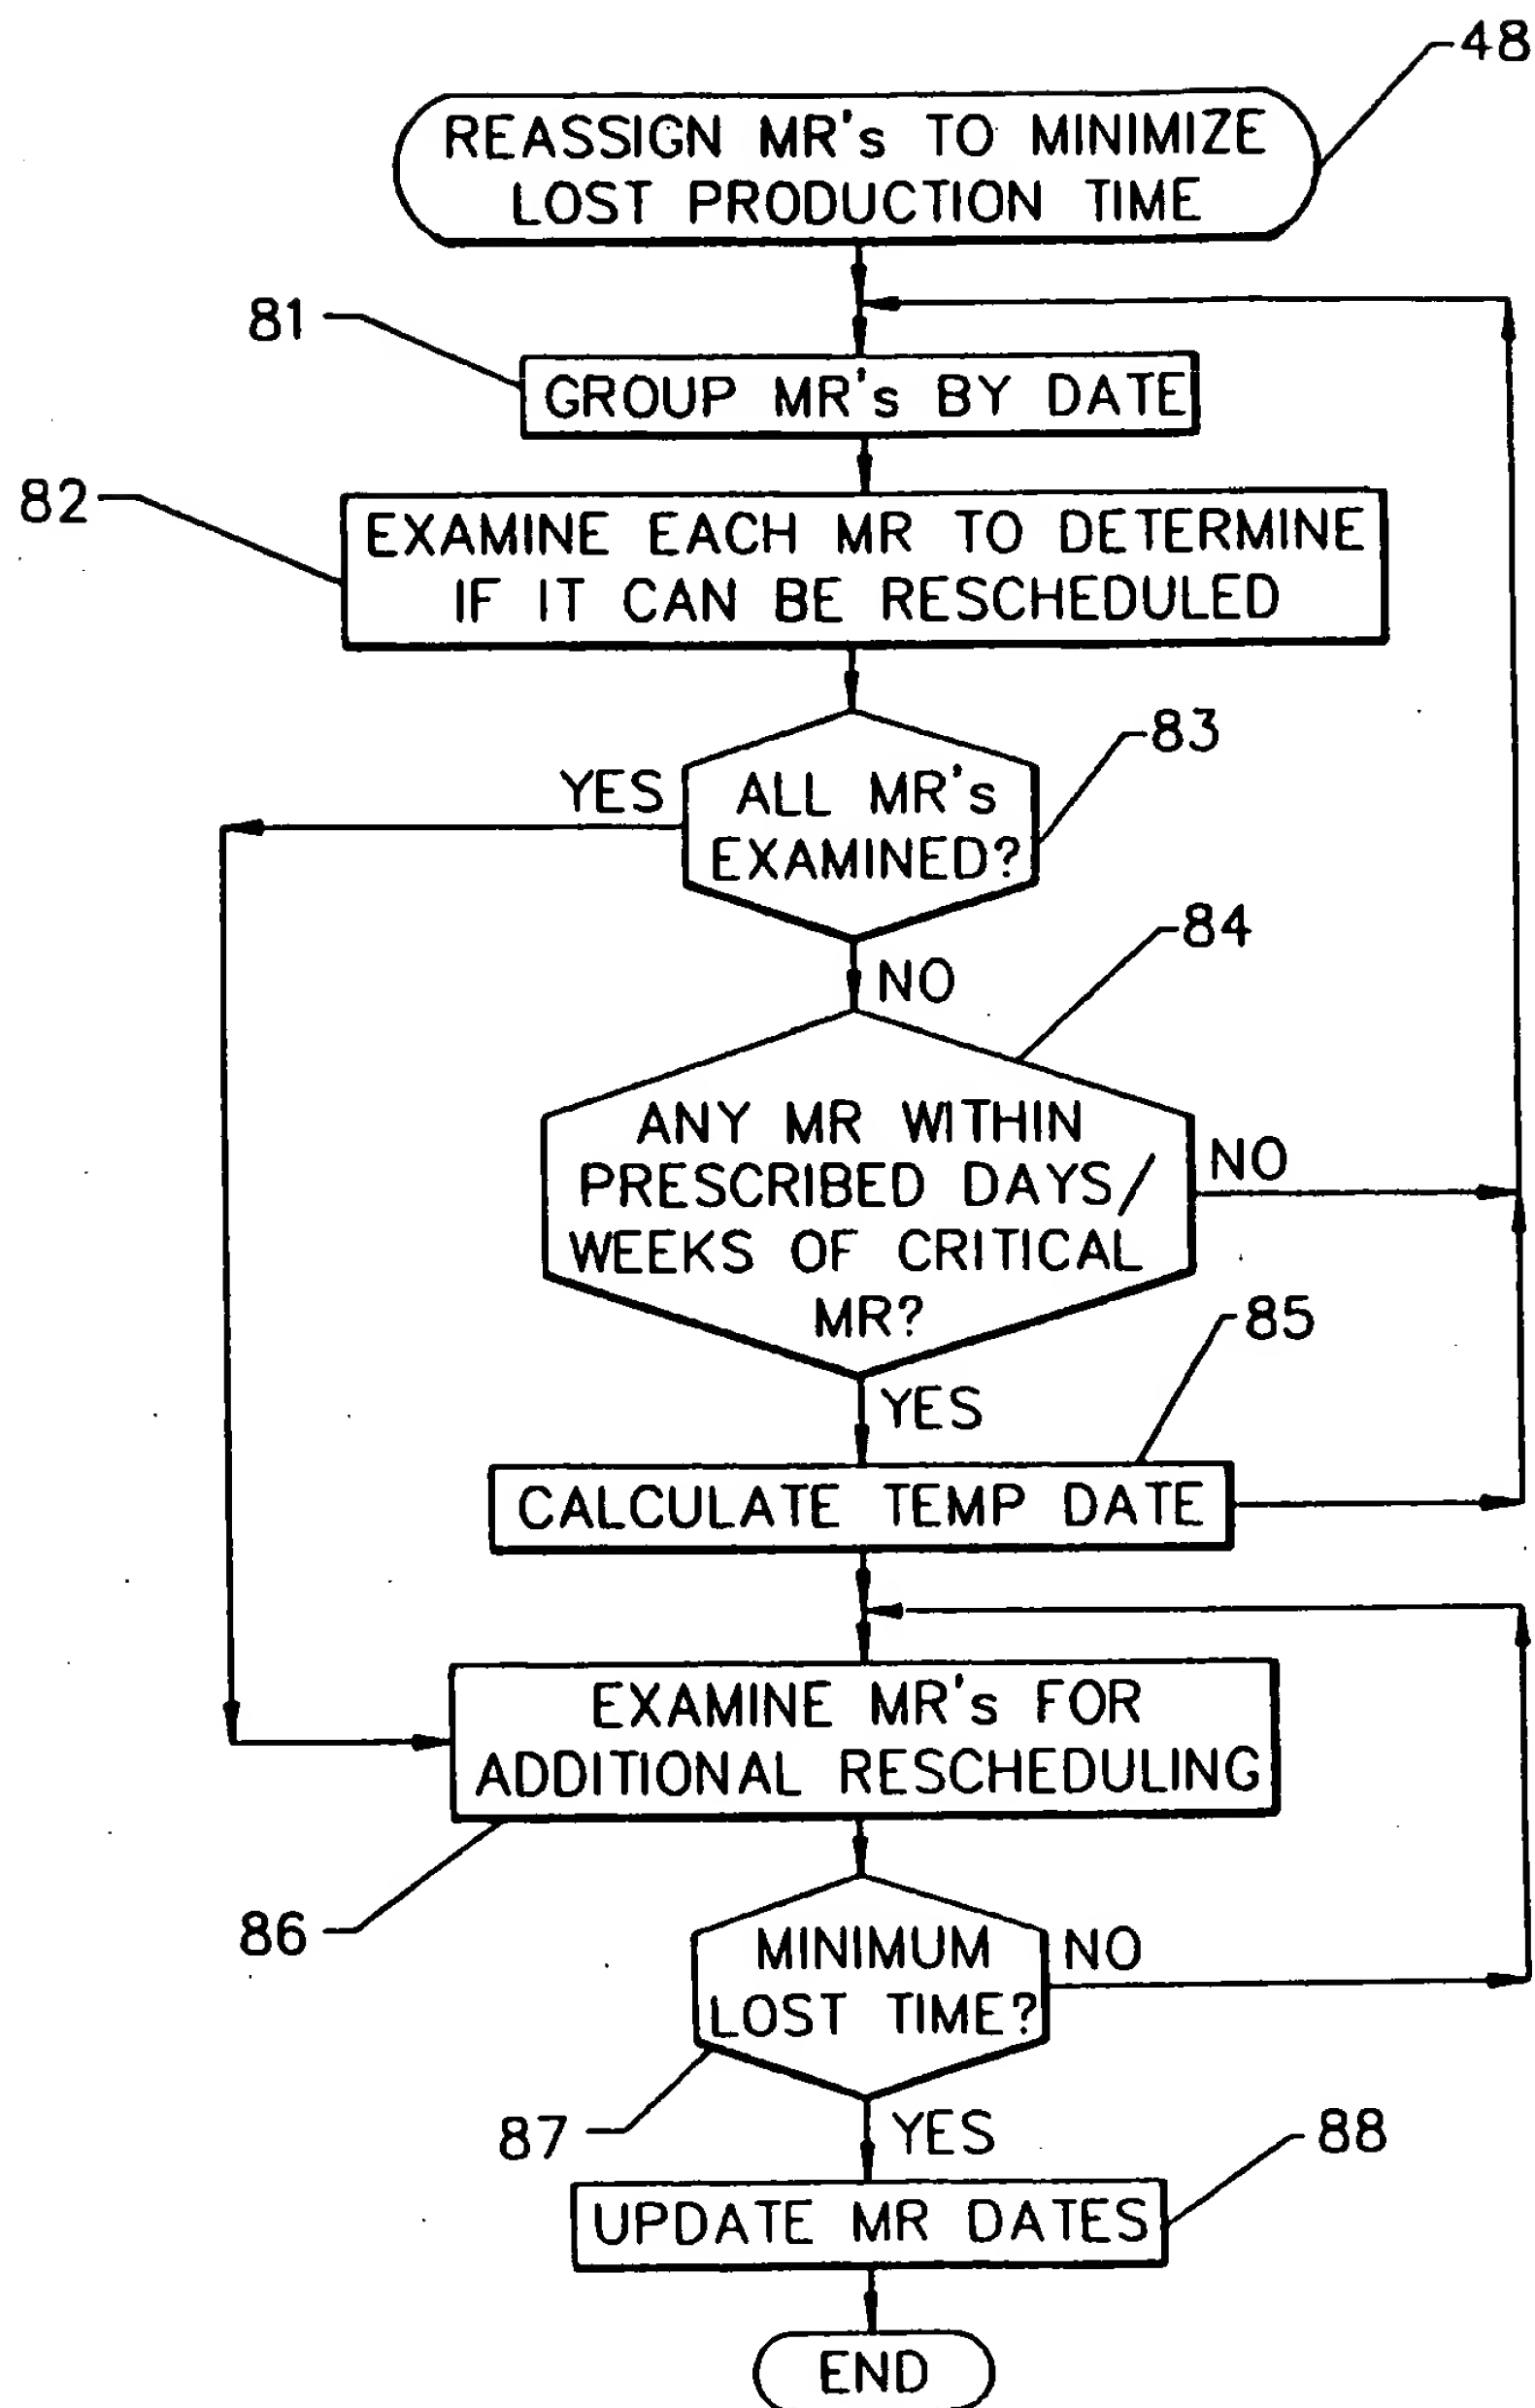 48
REASSIGN MR's TO MINIMIZE
LOST PRODUCTION TIME
81
GROUP MR's BY DATE
82
EXAMINE EACH MR TO DETERMINE
IF IT CAN BE RESCHEDULED
83
YES
ALL MR's
EXAMINED?
84
NO
ANY MR WITHIN
PRESCRIBED DAYS/
WEEKS OF CRITICAL
MR?
NO
85
YES
CALCULATE TEMP DATE
EXAMINE MR's FOR
ADDITIONAL RESCHEDULING
86
MINIMUM
LOST TIME?
NO
87
YES
88
UPDATE MR DATES
END